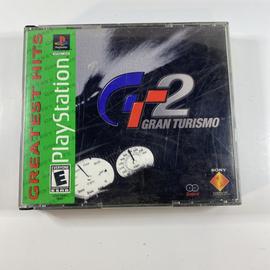 GREATEST HITS
PlayStation
GT2
GRAN TURISMO
E
SONY